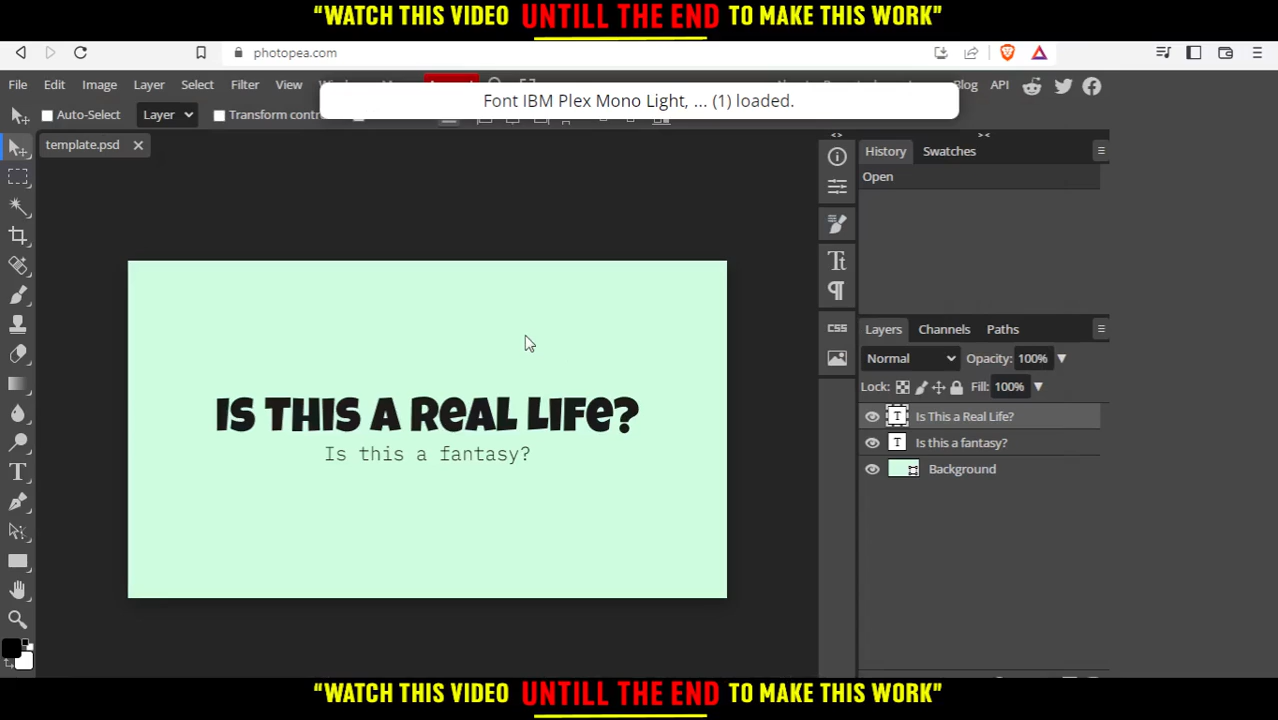 “WATCH THIS VIDEO UNTILL THE END TO MAKE THIS WORK”
photopea.com
File Edit Image Layer Select Filter View Blog API
Font IBM Plex Mono Light, ... (1) loaded.
Auto-Select Layer Transform contr
template.psd
History Swatches
Open
IS THIS A ReAL LIFe?
Is this a fantasy?
Tt
CSS
Layers Channels Paths
Normal Opacity: 100%
Lock: Fill: 100%
T Is This a Real Life?
T Is this a fantasy?
Background
T
“WATCH THIS VIDEO UNTILL THE END TO MAKE THIS WORK”